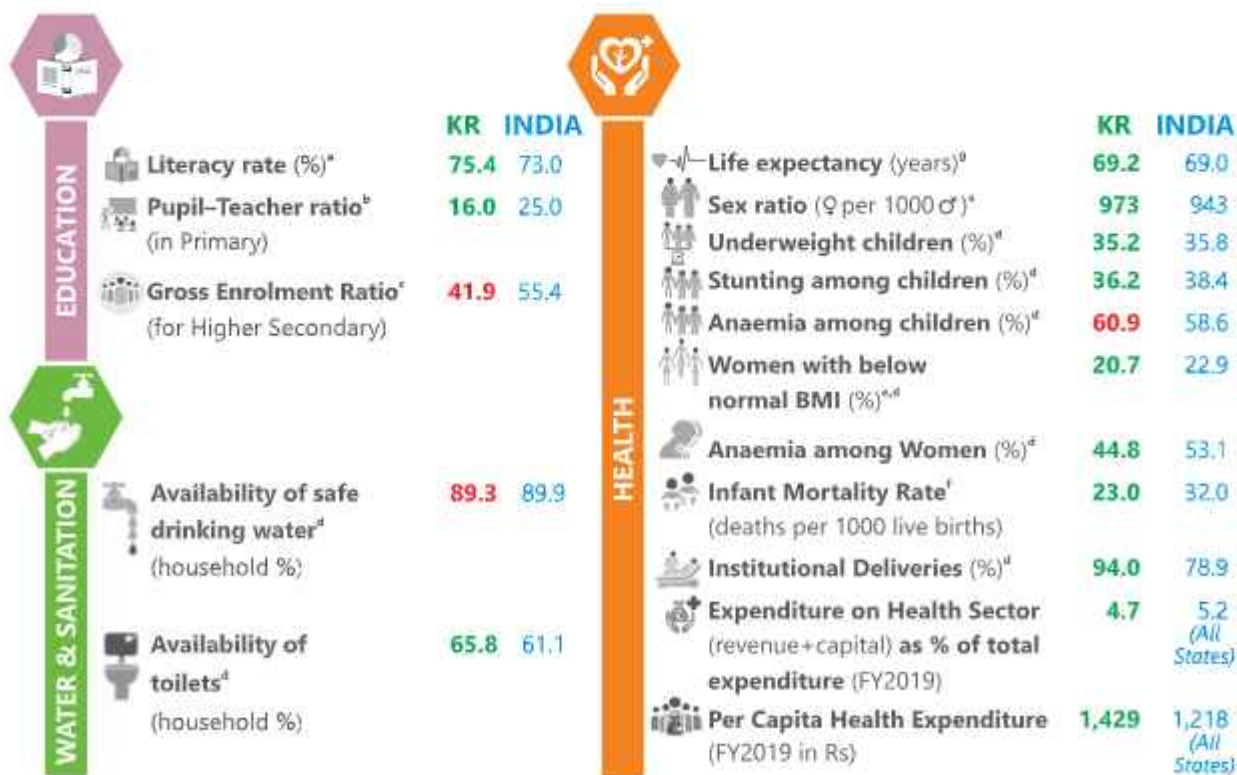 EDUCATION
KR INDIA
Literacy rate (%)ᵃ 75.4 73.0
Pupil–Teacher ratioᵇ 16.0 25.0
(in Primary)
Gross Enrolment Ratioᶜ 41.9 55.4
(for Higher Secondary)
WATER & SANITATION
Availability of safe 89.3 89.9
drinking waterᵈ
(household %)
Availability of 65.8 61.1
toiletsᵈ
(household %)
HEALTH
KR INDIA
Life expectancy (years)ᵍ 69.2 69.0
Sex ratio (♀ per 1000 ♂)ᵃ 973 943
Underweight children (%)ᵈ 35.2 35.8
Stunting among children (%)ᵈ 36.2 38.4
Anaemia among children (%)ᵈ 60.9 58.6
Women with below 20.7 22.9
normal BMI (%)ᵉ,ᵈ
Anaemia among Women (%)ᵈ 44.8 53.1
Infant Mortality Rateᶠ 23.0 32.0
(deaths per 1000 live births)
Institutional Deliveries (%)ᵈ 94.0 78.9
Expenditure on Health Sector 4.7 5.2
(revenue+capital) as % of total (All
expenditure (FY2019) States)
Per Capita Health Expenditure 1,429 1,218
(FY2019 in Rs) (All
States)